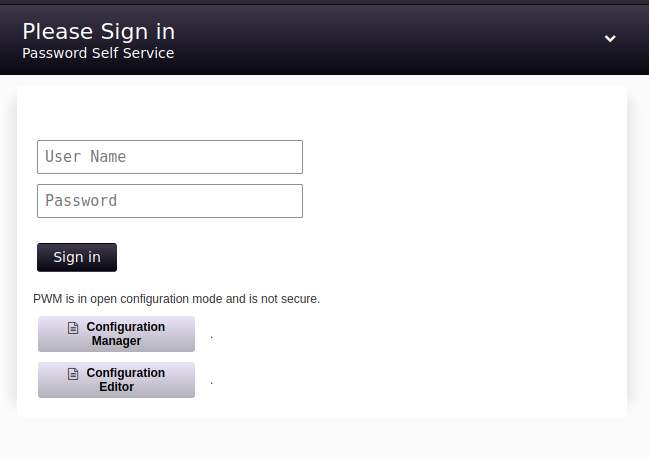 Please Sign in
Password Self Service
User Name
Password
Sign in
PWM is in open configuration mode and is not secure.
Configuration
Manager
.
Configuration
Editor
.